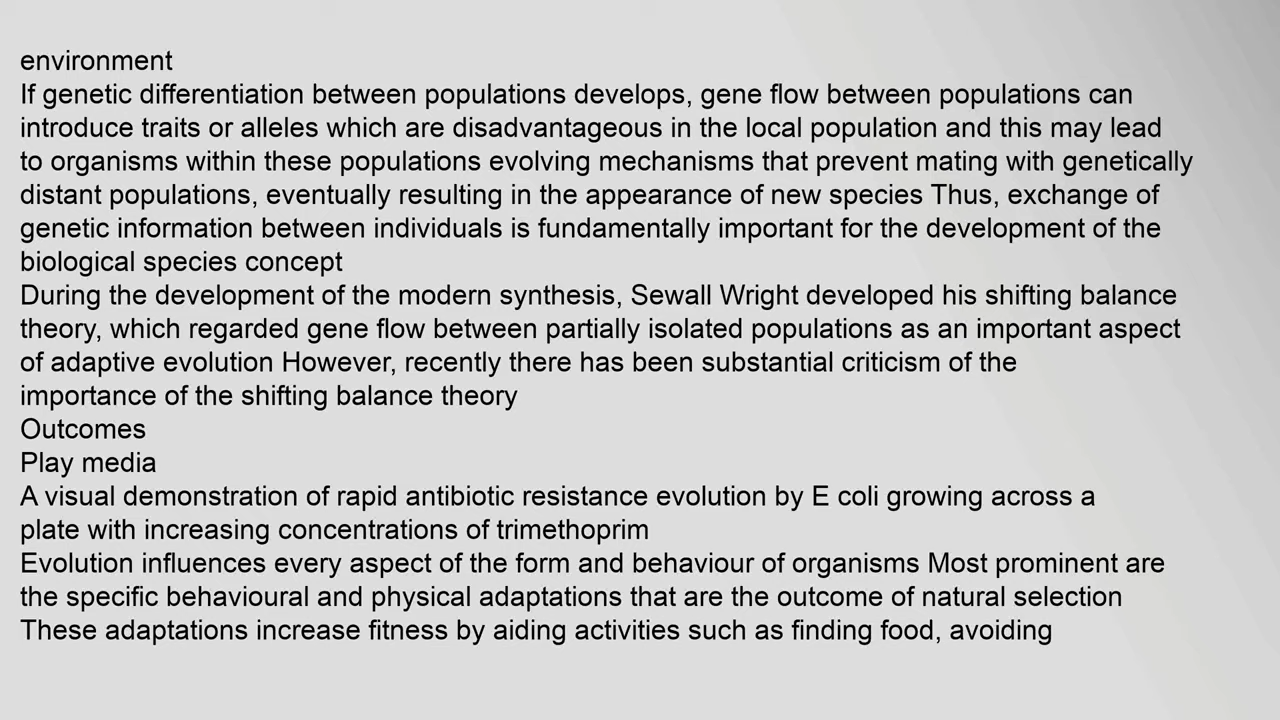 environment
If genetic differentiation between populations develops, gene flow between populations can
introduce traits or alleles which are disadvantageous in the local population and this may lead
to organisms within these populations evolving mechanisms that prevent mating with genetically
distant populations, eventually resulting in the appearance of new species Thus, exchange of
genetic information between individuals is fundamentally important for the development of the
biological species concept
During the development of the modern synthesis, Sewall Wright developed his shifting balance
theory, which regarded gene flow between partially isolated populations as an important aspect
of adaptive evolution However, recently there has been substantial criticism of the
importance of the shifting balance theory
Outcomes
Play media
A visual demonstration of rapid antibiotic resistance evolution by E coli growing across a
plate with increasing concentrations of trimethoprim
Evolution influences every aspect of the form and behaviour of organisms Most prominent are
the specific behavioural and physical adaptations that are the outcome of natural selection
These adaptations increase fitness by aiding activities such as finding food, avoiding